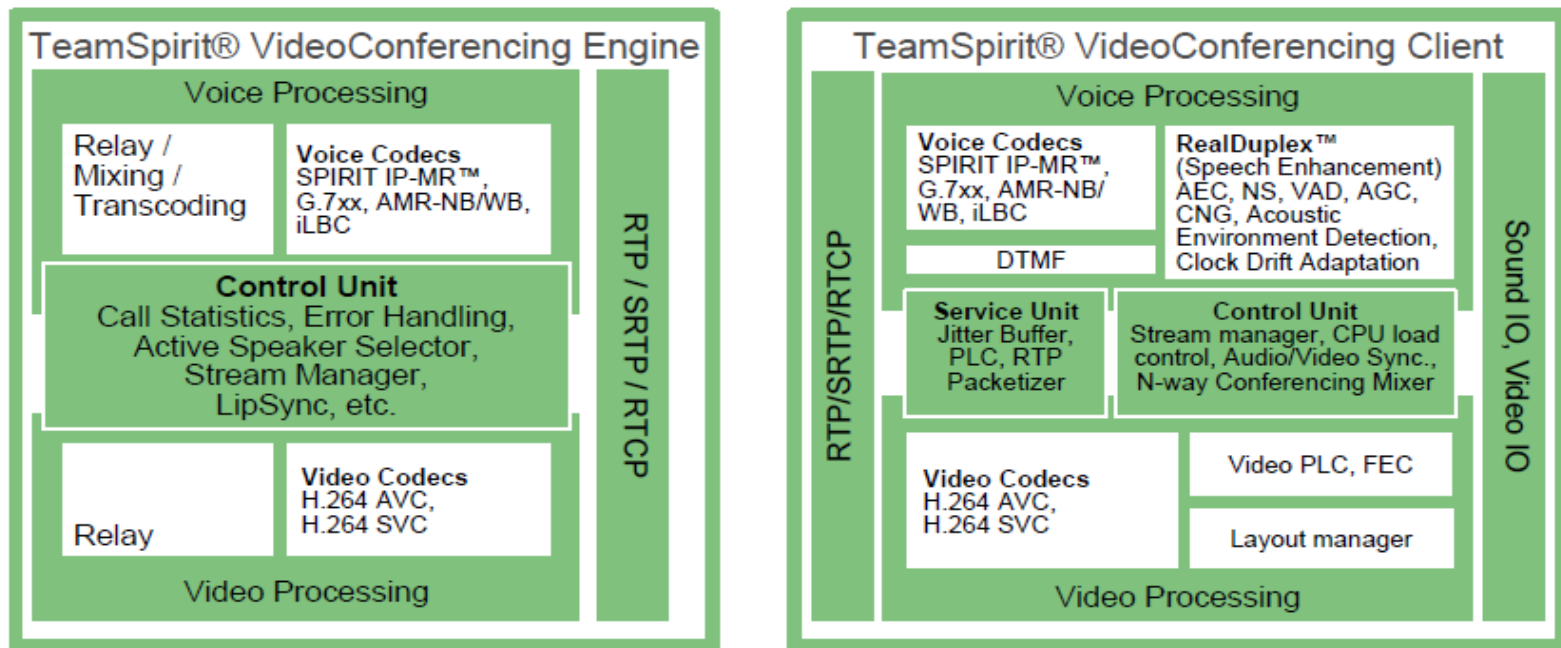 TeamSpirit® VideoConferencing Engine
Voice Processing
Relay /
Mixing /
Transcoding
Voice Codecs
SPIRIT IP-MR™,
G.7xx, AMR-NB/WB,
iLBC
Control Unit
Call Statistics, Error Handling,
Active Speaker Selector,
Stream Manager,
LipSync, etc.
Relay
Video Codecs
H.264 AVC,
H.264 SVC
Video Processing
RTP / SRTP / RTCP
TeamSpirit® VideoConferencing Client
RTP/SRTP/RTCP
Voice Processing
Voice Codecs
SPIRIT IP-MR™,
G.7xx, AMR-NB/
WB, iLBC
DTMF
RealDuplex™
(Speech Enhancement)
AEC, NS, VAD, AGC,
CNG, Acoustic
Environment Detection,
Clock Drift Adaptation
Service Unit
Jitter Buffer,
PLC, RTP
Packetizer
Control Unit
Stream manager, CPU load
control, Audio/Video Sync.,
N-way Conferencing Mixer
Video Codecs
H.264 AVC,
H.264 SVC
Video PLC, FEC
Layout manager
Video Processing
Sound IO, Video IO